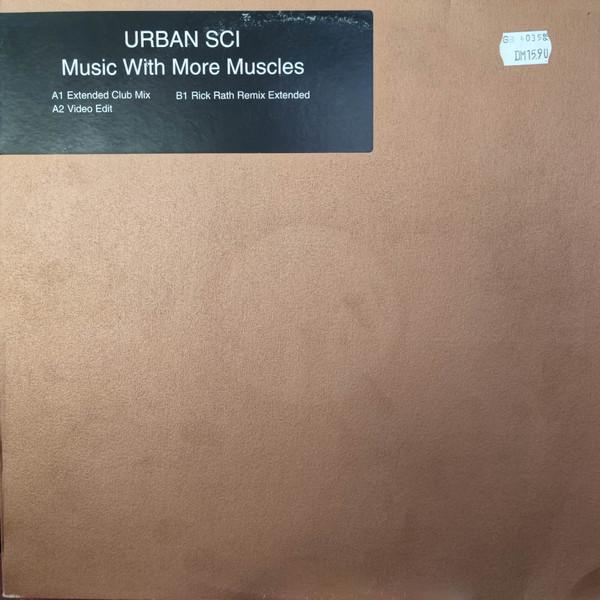 URBAN SCI
Music With More Muscles
A1 Extended Club Mix
A2 Video Edit
B1 Rick Rath Remix Extended
DM15,90